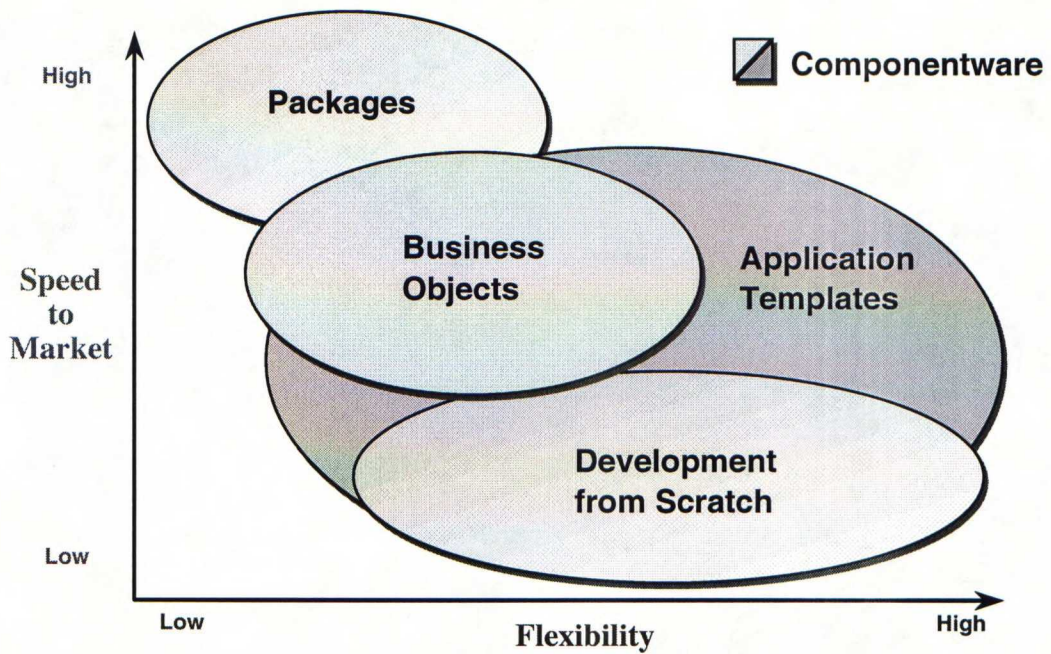 High
Componentware
Packages
Business
Objects
Application
Templates
Speed
to
Market
Development
from Scratch
Low
Low
High
Flexibility